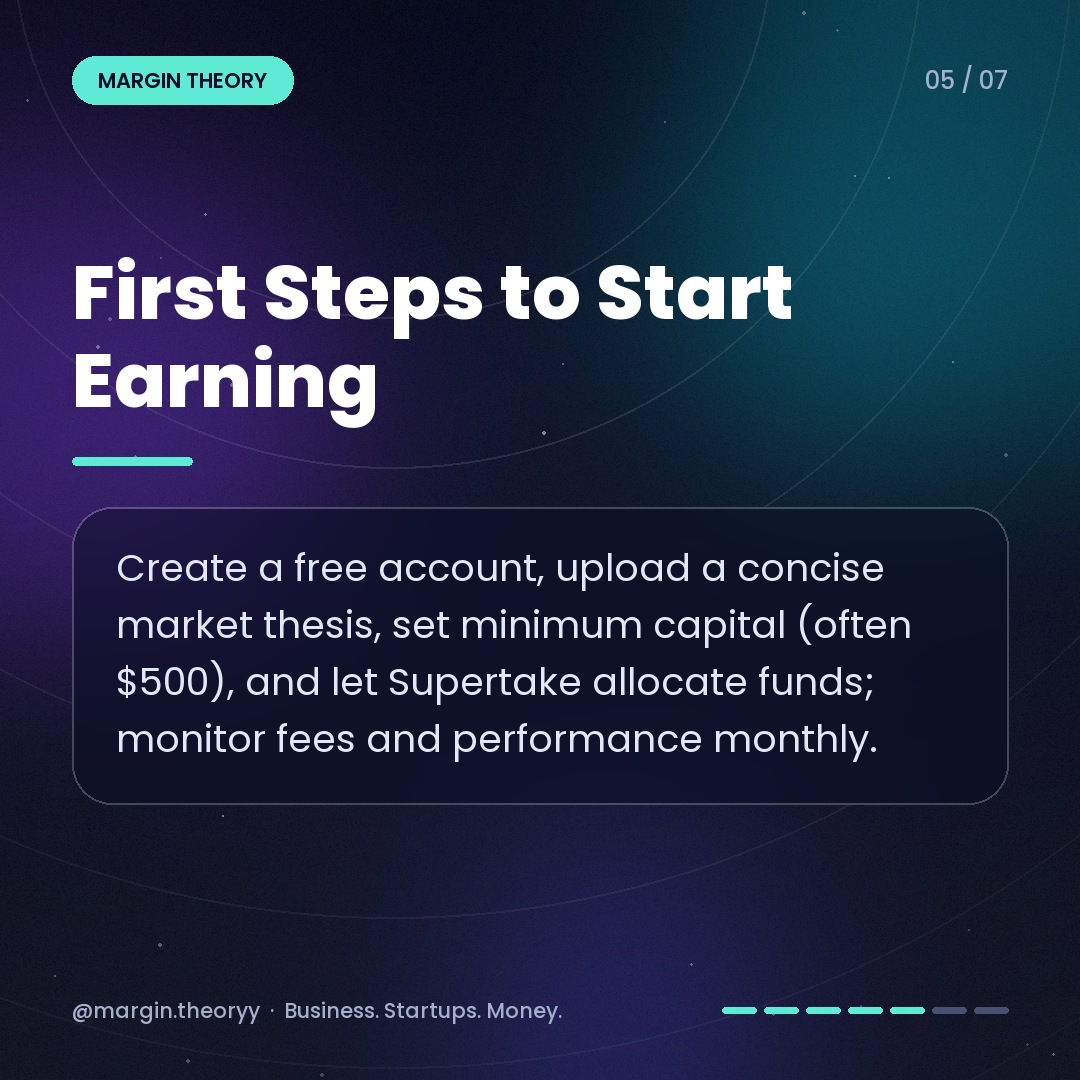 MARGIN THEORY
05 / 07
First Steps to Start
Earning
Create a free account, upload a concise
market thesis, set minimum capital (often
$500), and let Supertake allocate funds;
monitor fees and performance monthly.
@margin.theoryy · Business. Startups. Money.